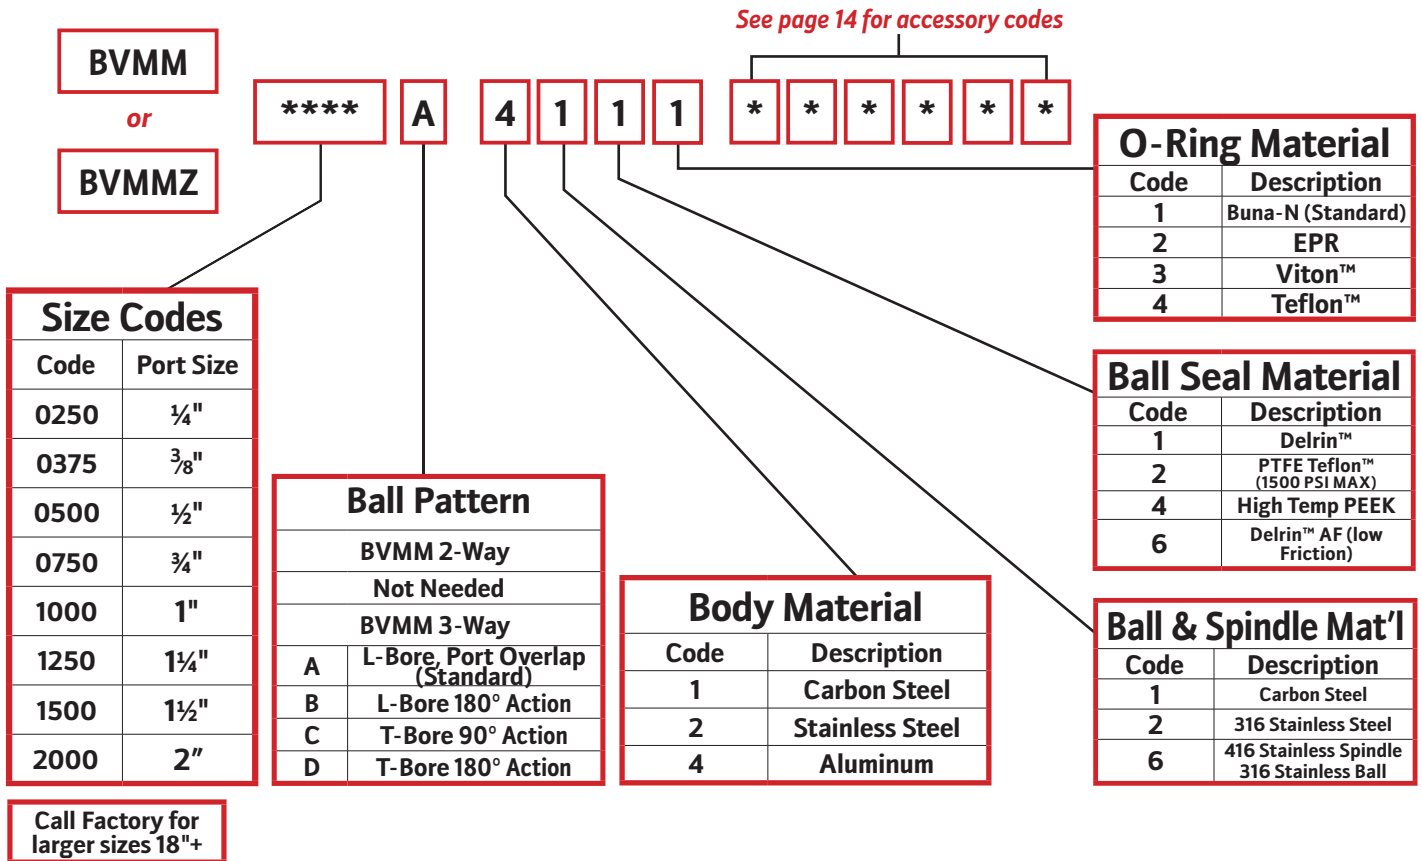 See page 14 for accessory codes
BVMM
or
BVMMZ
**** A 4 1 1 1 * * * * * *
O-Ring Material
Code Description
1 Buna-N (Standard)
2 EPR
3 Viton™
4 Teflon™
Size Codes
Code Port Size
0250 ¼"
0375 ⅜"
0500 ½"
0750 ¾"
1000 1"
1250 1¼"
1500 1½"
2000 2”
Call Factory for
larger sizes 18"+
Ball Pattern
BVMM 2-Way
Not Needed
BVMM 3-Way
A L-Bore, Port Overlap
(Standard)
B L-Bore 180° Action
C T-Bore 90° Action
D T-Bore 180° Action
Body Material
Code Description
1 Carbon Steel
2 Stainless Steel
4 Aluminum
Ball Seal Material
Code Description
1 Delrin™
2 PTFE Teflon™
(1500 PSI MAX)
4 High Temp PEEK
6 Delrin™ AF (low
Friction)
Ball & Spindle Mat’l
Code Description
1 Carbon Steel
2 316 Stainless Steel
6 416 Stainless Spindle
316 Stainless Ball